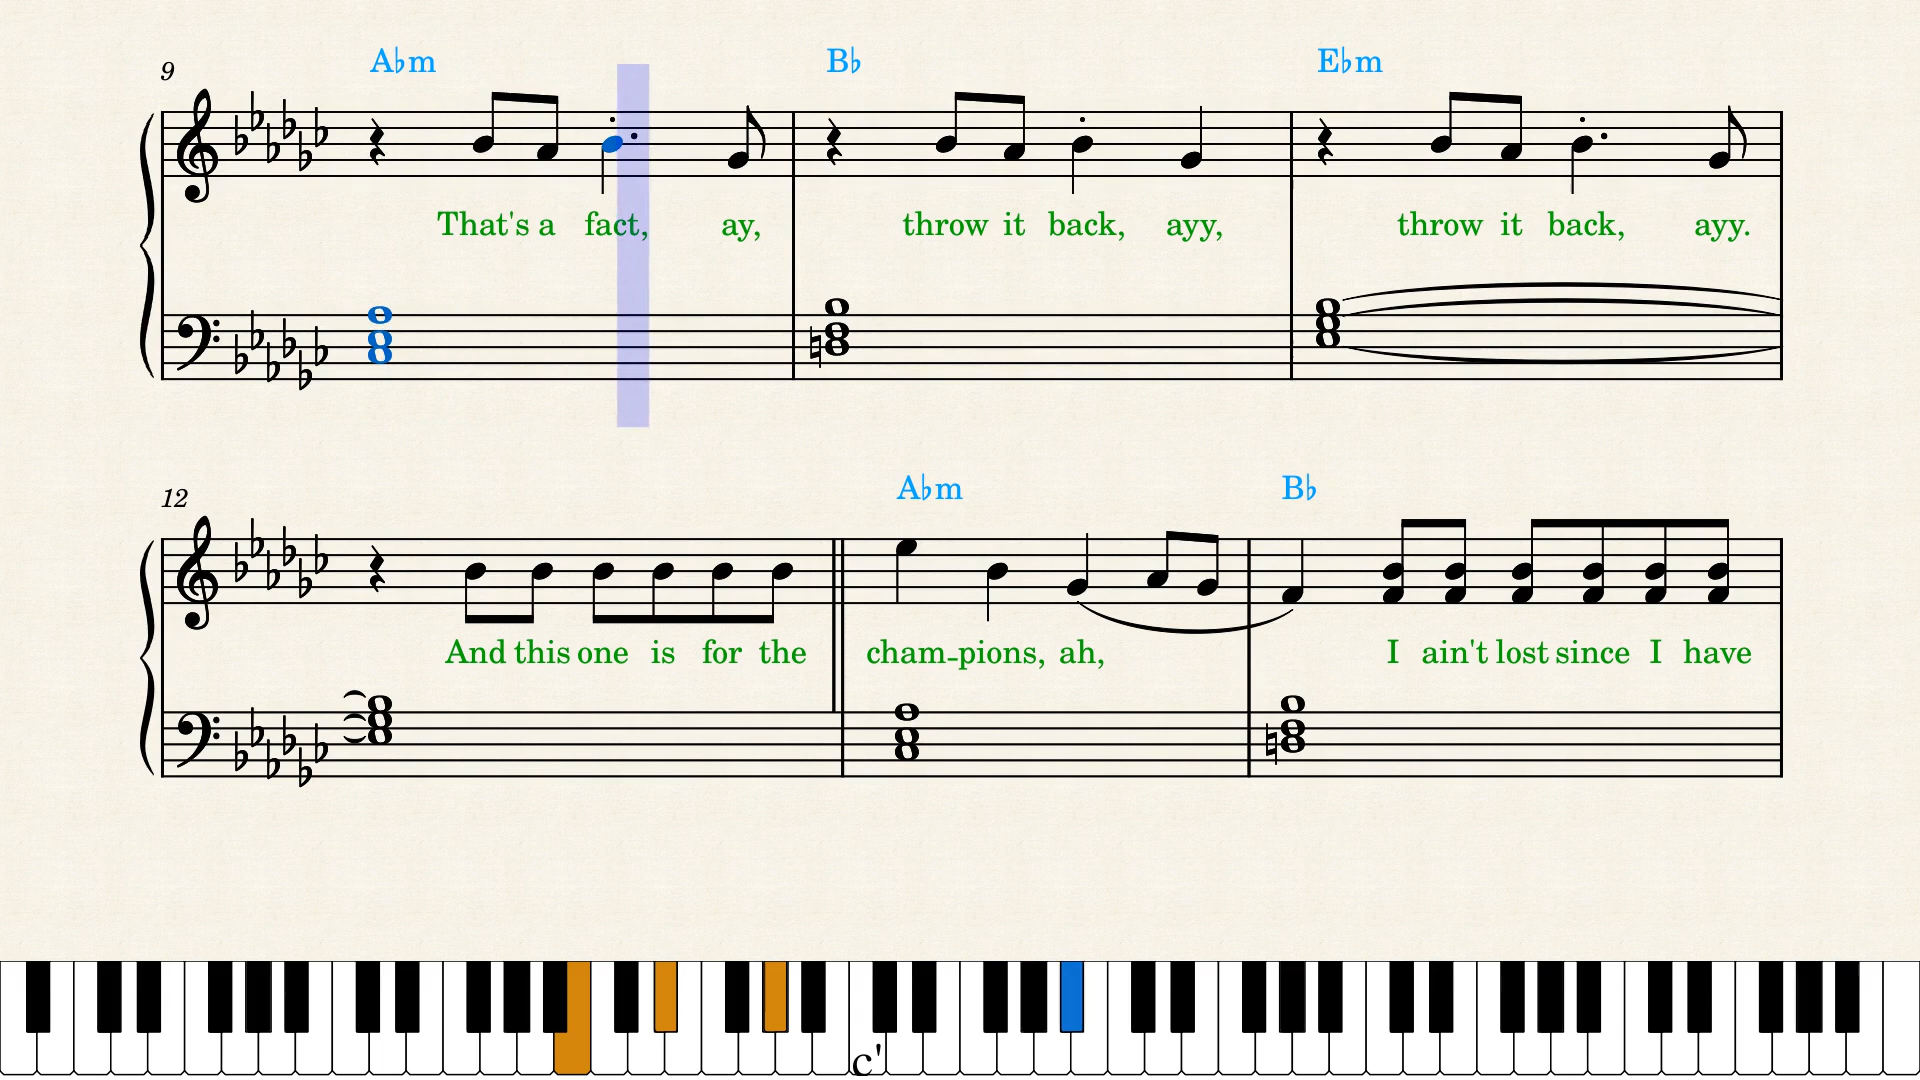 9
A♭m B♭ E♭m
That's a fact, ay, throw it back, ayy, throw it back, ayy.
12
A♭m B♭
And this one is for the cham-pions, ah, I ain't lost since I have
c'